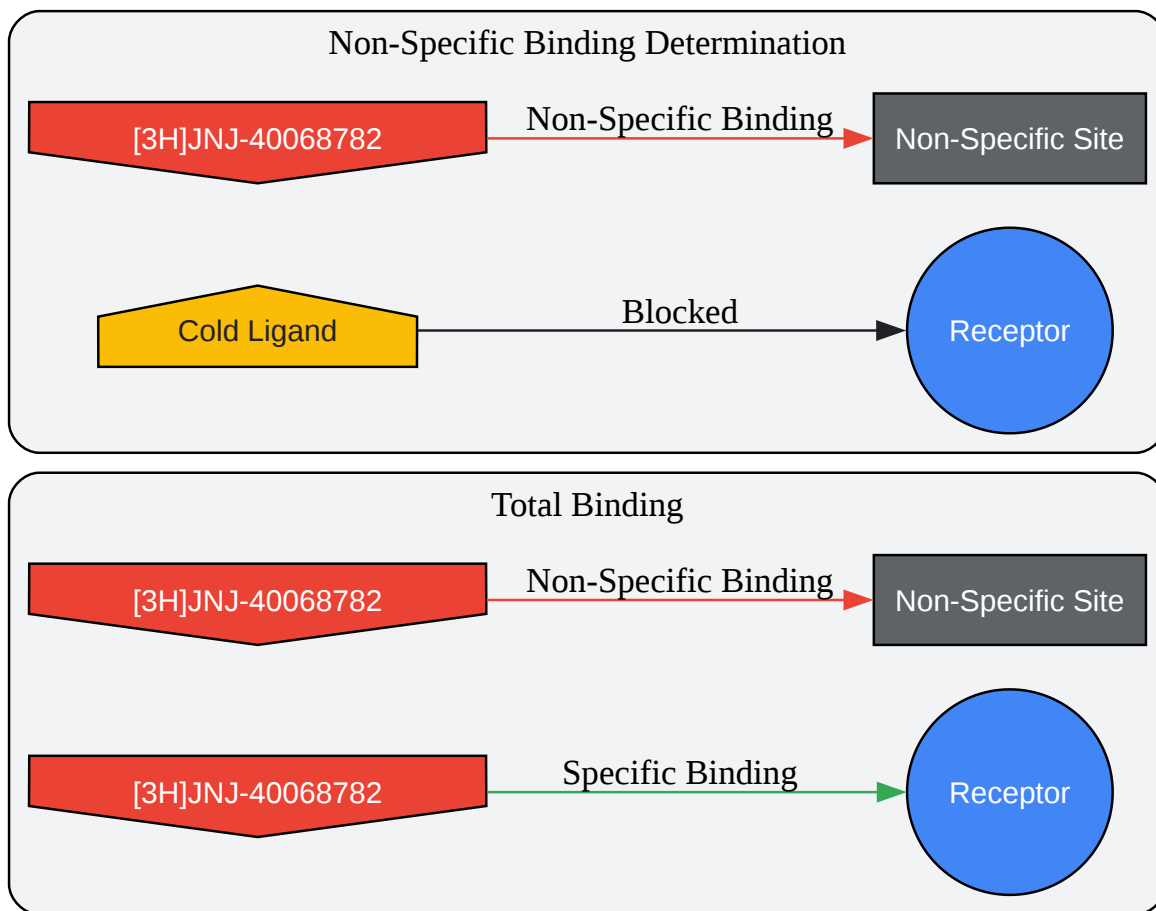 Non-Specific Binding Determination
[3H]JNJ-40068782
Non-Specific Binding
Non-Specific Site
Cold Ligand
Blocked
Receptor
Total Binding
[3H]JNJ-40068782
Non-Specific Binding
Non-Specific Site
[3H]JNJ-40068782
Specific Binding
Receptor